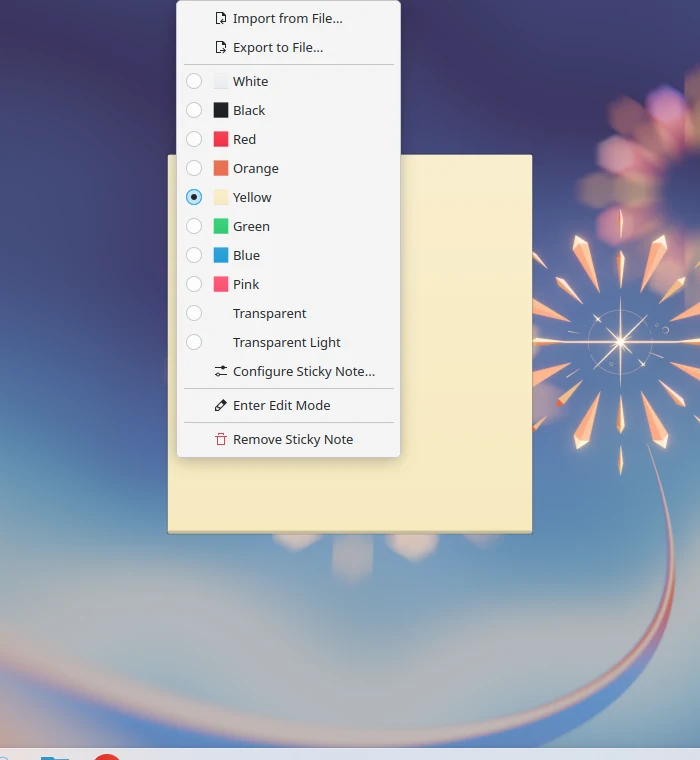 Import from File...
Export to File...
White
Black
Red
Orange
Yellow
Green
Blue
Pink
Transparent
Transparent Light
Configure Sticky Note...
Enter Edit Mode
Remove Sticky Note